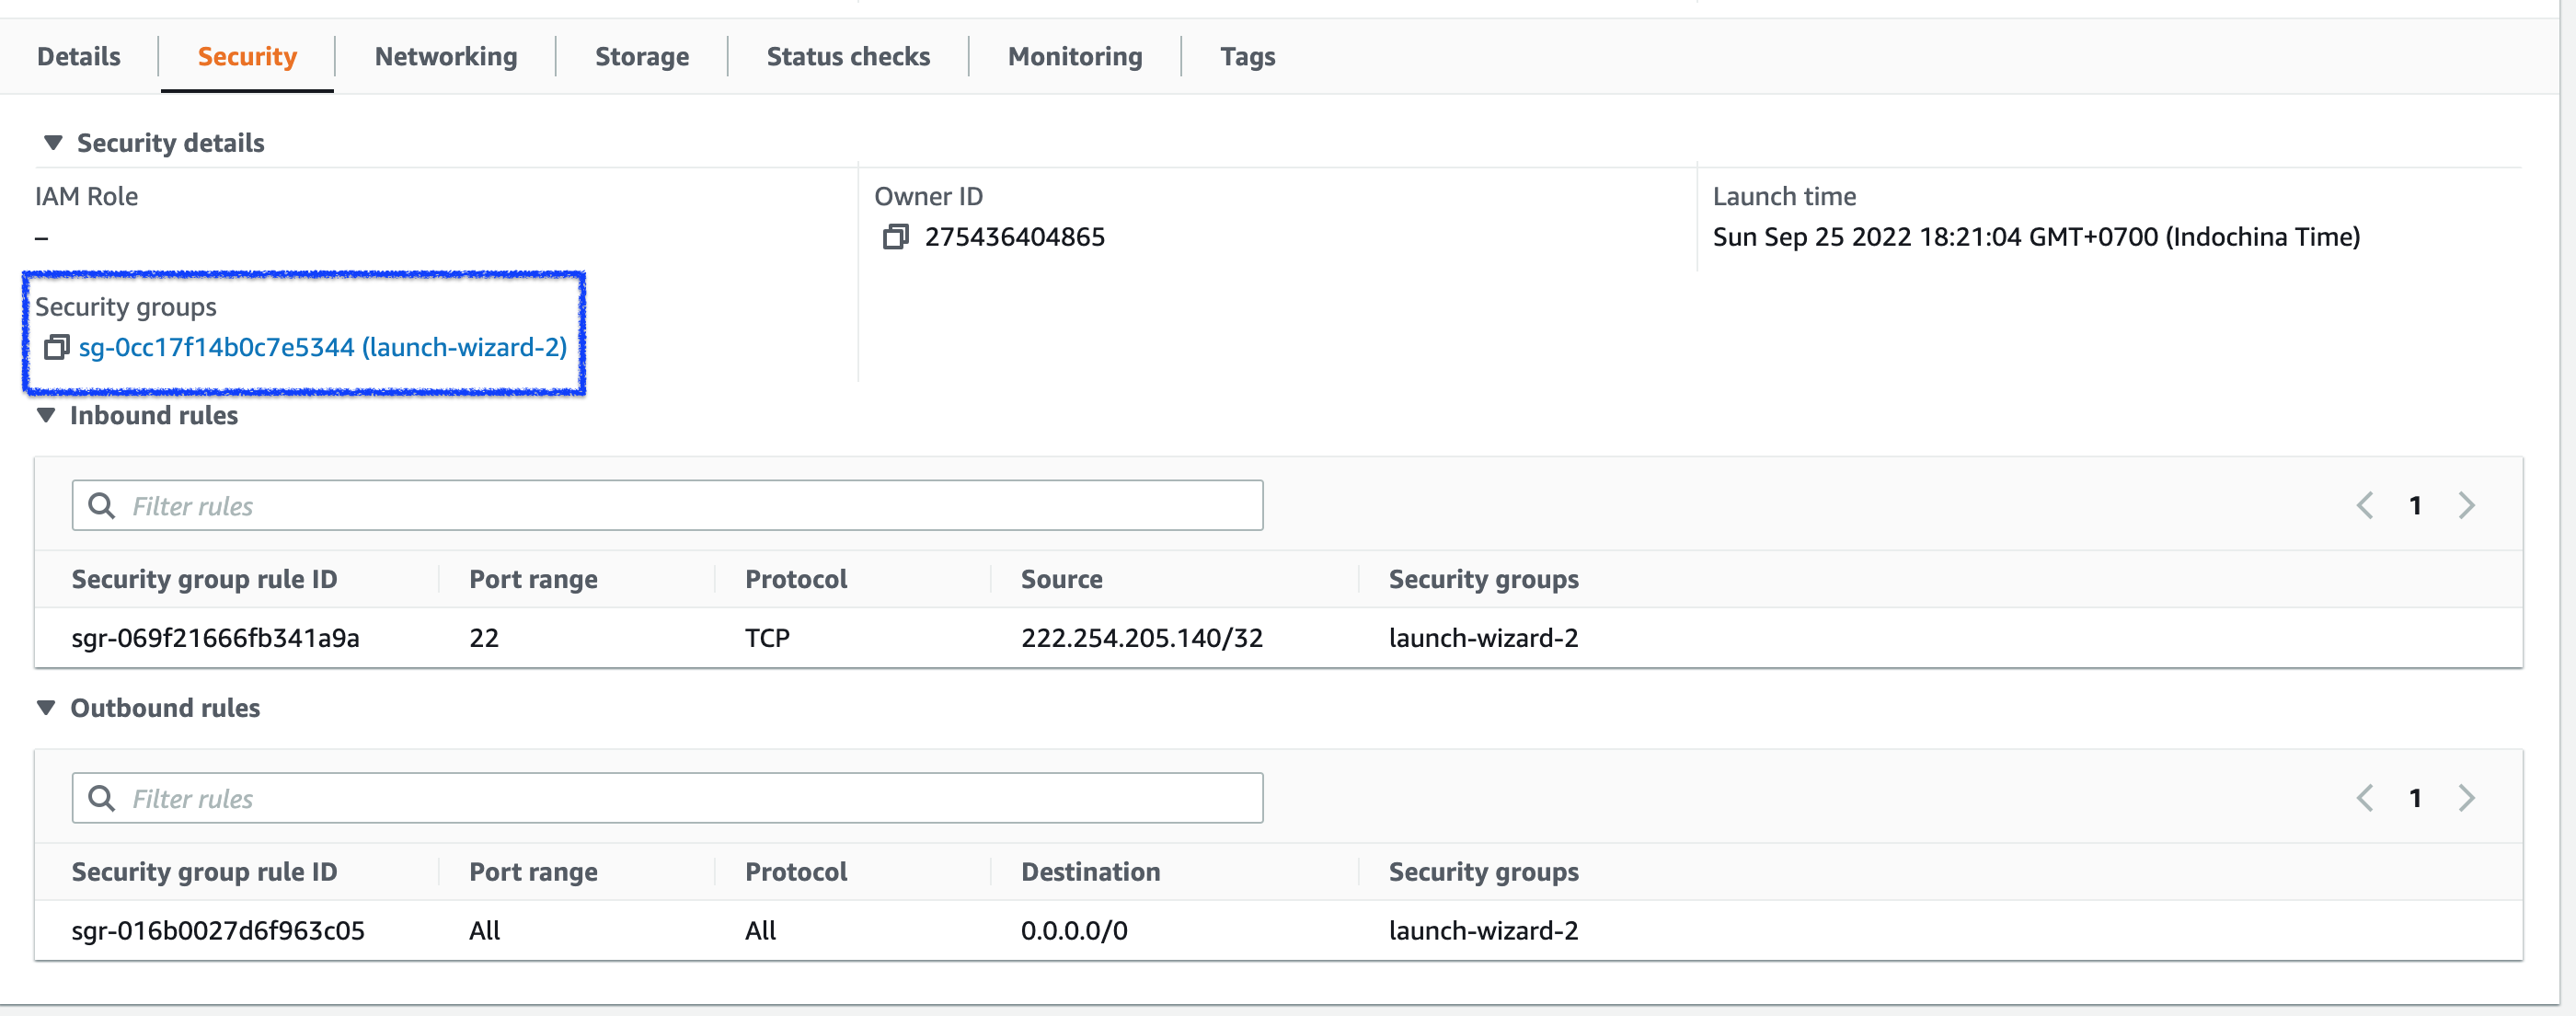 Details Security Networking Storage Status checks Monitoring Tags
Security details
IAM Role Owner ID Launch time
– 275436404865 Sun Sep 25 2022 18:21:04 GMT+0700 (Indochina Time)
Security groups
sg-0cc17f14b0c7e5344 (launch-wizard-2)
Inbound rules
Filter rules 1
Security group rule ID Port range Protocol Source Security groups
sgr-069f21666fb341a9a 22 TCP 222.254.205.140/32 launch-wizard-2
Outbound rules
Filter rules 1
Security group rule ID Port range Protocol Destination Security groups
sgr-016b0027d6f963c05 All All 0.0.0.0/0 launch-wizard-2